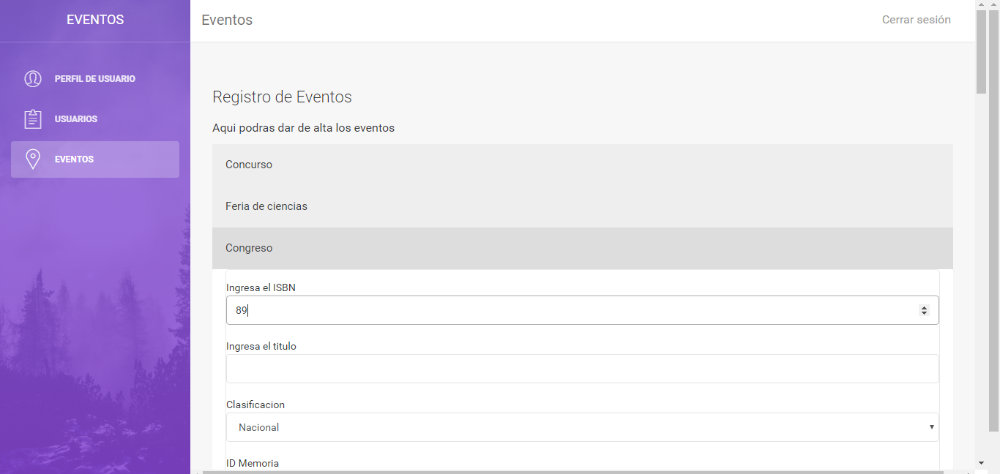 EVENTOS
Eventos
Cerrar sesión
PERFIL DE USUARIO
USUARIOS
EVENTOS
Registro de Eventos
Aqui podras dar de alta los eventos
Concurso
Feria de ciencias
Congreso
Ingresa el ISBN
89
Ingresa el titulo
Clasificacion
Nacional
ID Memoria